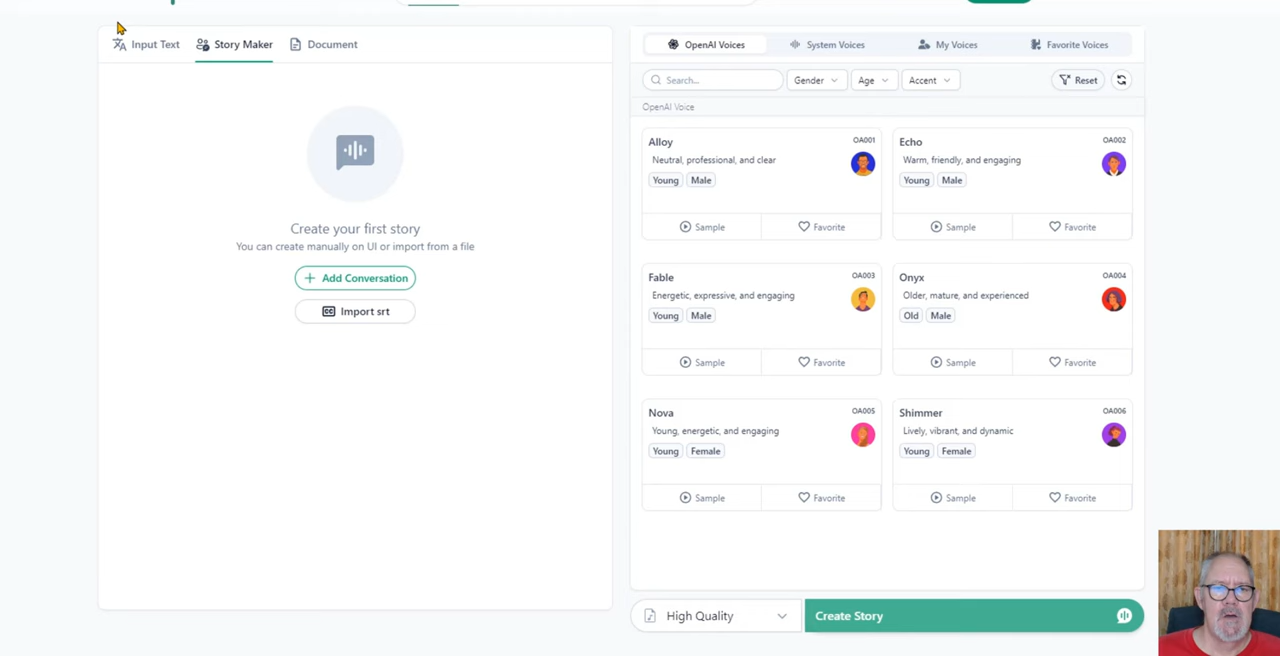 Input Text
Story Maker
Document
Create your first story
You can create manually on UI or import from a file
+ Add Conversation
Import srt
OpenAI Voices
System Voices
My Voices
Favorite Voices
Search...
Gender
Age
Accent
Reset
OpenAI Voice
Alloy
OA001
Neutral, professional, and clear
Young Male
Sample
Favorite
Echo
OA002
Warm, friendly, and engaging
Young Male
Sample
Favorite
Fable
OA003
Energetic, expressive, and engaging
Young Male
Sample
Favorite
Onyx
OA004
Older, mature, and experienced
Old Male
Sample
Favorite
Nova
OA005
Young, energetic, and engaging
Young Female
Sample
Favorite
Shimmer
OA006
Lively, vibrant, and dynamic
Young Female
Sample
Favorite
High Quality
Create Story